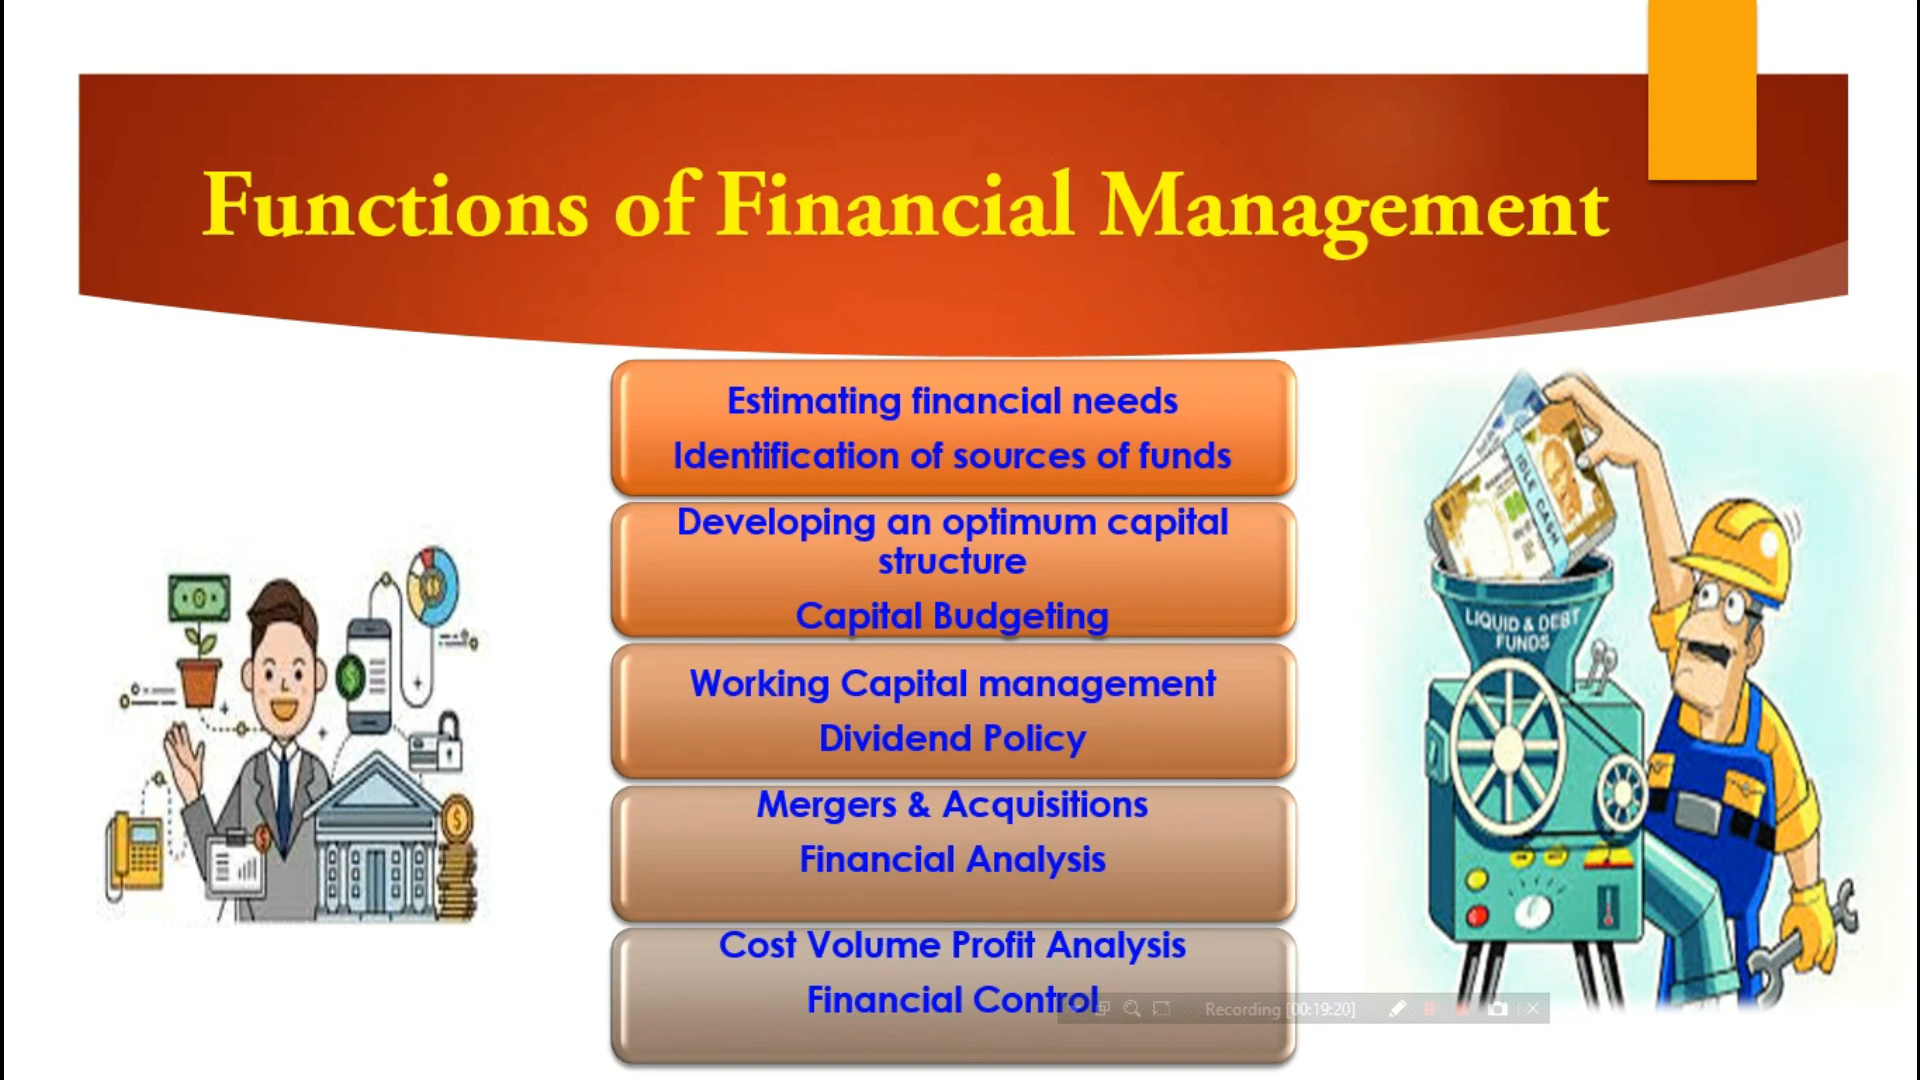 Functions of Financial Management
Estimating financial needs
Identification of sources of funds
Developing an optimum capital
structure
Capital Budgeting
Working Capital management
Dividend Policy
Mergers & Acquisitions
Financial Analysis
Cost Volume Profit Analysis
Financial Control
IDLE CASH
LIQUID & DEBT
FUNDS
Recording [00:19:20]